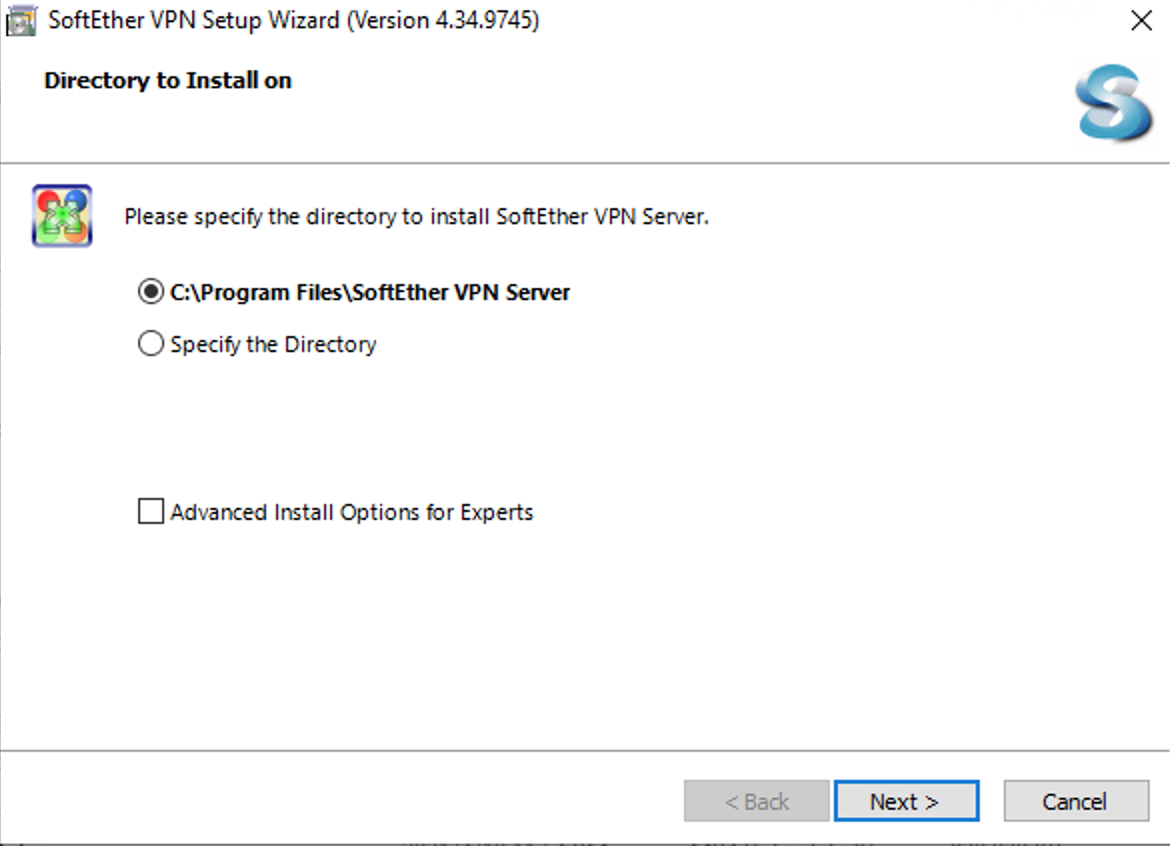 SoftEther VPN Setup Wizard (Version 4.34.9745)
Directory to Install on
Please specify the directory to install SoftEther VPN Server.
C:\Program Files\SoftEther VPN Server
Specify the Directory
Advanced Install Options for Experts
< Back
Next >
Cancel